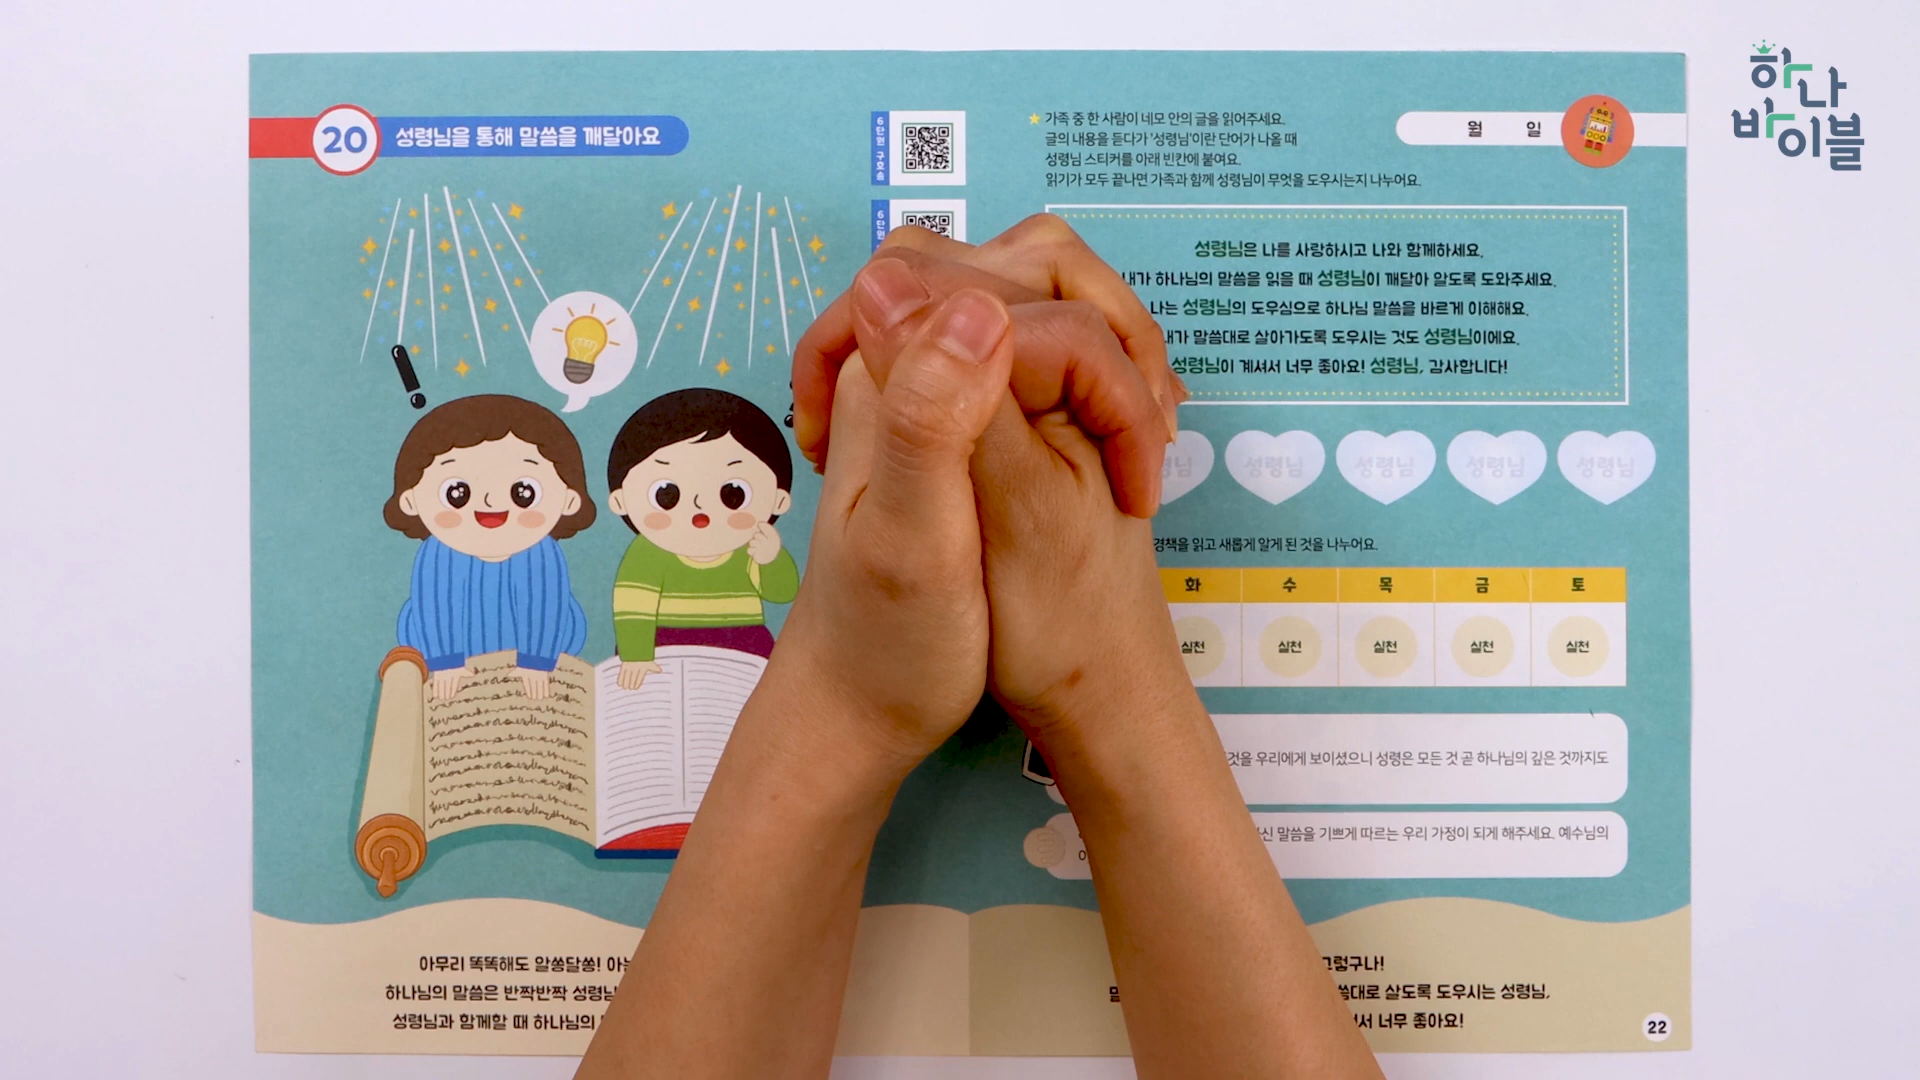 하나
바이블
20
성령님을 통해 말씀을 깨달아요
6단원 구호송
6단원
가족 중 한 사람이 네모 안의 글을 읽어주세요.
글의 내용을 듣다가 '성령님'이란 단어가 나올 때
성령님 스티커를 아래 빈칸에 붙여요.
읽기가 모두 끝나면 가족과 함께 성령님이 무엇을 도우시는지 나누어요.
월 일
성령님은 나를 사랑하시고 나와 함께하세요.
내가 하나님의 말씀을 읽을 때 성령님이 깨달아 알도록 도와주세요.
나는 성령님의 도우심으로 하나님 말씀을 바르게 이해해요.
내가 말씀대로 살아가도록 도우시는 것도 성령님이에요.
성령님이 계셔서 너무 좋아요! 성령님, 감사합니다!
성령님 성령님 성령님 성령님
읽고 새롭게 알게 된 것을 나누어요.
화 수 목 금 토
실천 실천 실천 실천 실천
것을 우리에게 보이셨으니 성령은 모든 것 곧 하나님의 깊은 것까지도
말씀을 기쁘게 따르는 우리 가정이 되게 해주세요. 예수님의
아무리 똑똑해도 알쏭달쏭!
하나님의 말씀은 반짝반짝
성령님과 함께할 때 하나님의
그렇구나!
살도록 도우시는 성령님,
너무 좋아요!
22